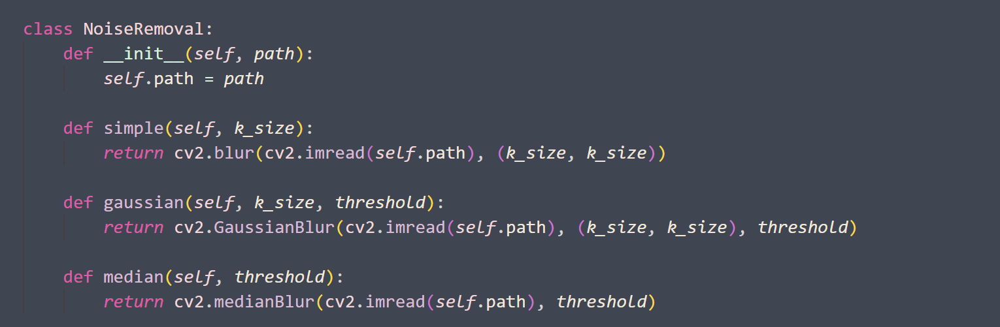 class NoiseRemoval:
    def __init__(self, path):
        self.path = path

    def simple(self, k_size):
        return cv2.blur(cv2.imread(self.path), (k_size, k_size))

    def gaussian(self, k_size, threshold):
        return cv2.GaussianBlur(cv2.imread(self.path), (k_size, k_size), threshold)

    def median(self, threshold):
        return cv2.medianBlur(cv2.imread(self.path), threshold)